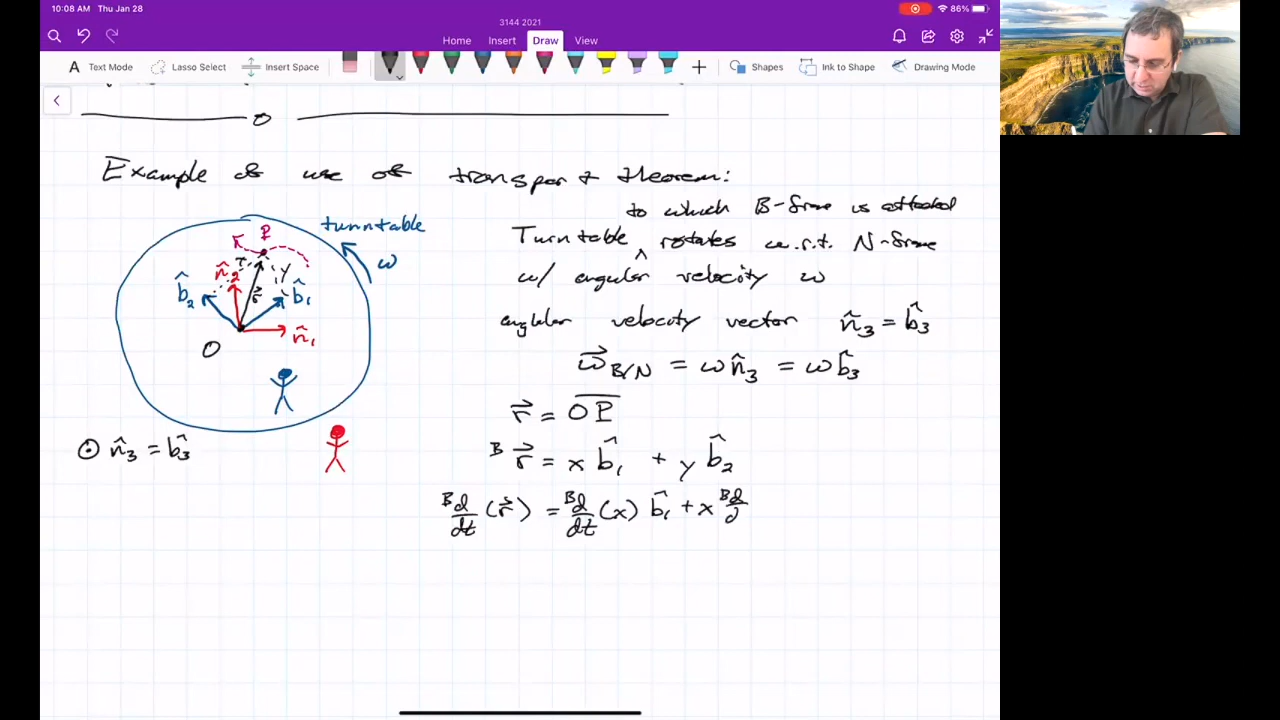 10:08 AM Thu Jan 28
86%
3144 2021
Home Insert Draw View
A Text Mode Lasso Select Insert Space Shapes Ink to Shape Drawing Mode
Example of use of transport theorem:
to which B-frame is attached
Turntable ^ rotates w.r.t. N-frame
w/ angular velocity ω
angular velocity vector n̂₃ = b̂₃
ω⃗ B/N = ω n̂₃ = ω b̂₃
r⃗ = OP
ᴮr⃗ = x b̂₁ + y b̂₂
ᴮd/dt (r⃗) = ᴮd/dt (x) b̂₁ + x ᴮd/d
turntable
ω
P
x
y
r⃗
n̂₂
b̂₂
b̂₁
n̂₁
O
⊙ n̂₃ = b̂₃